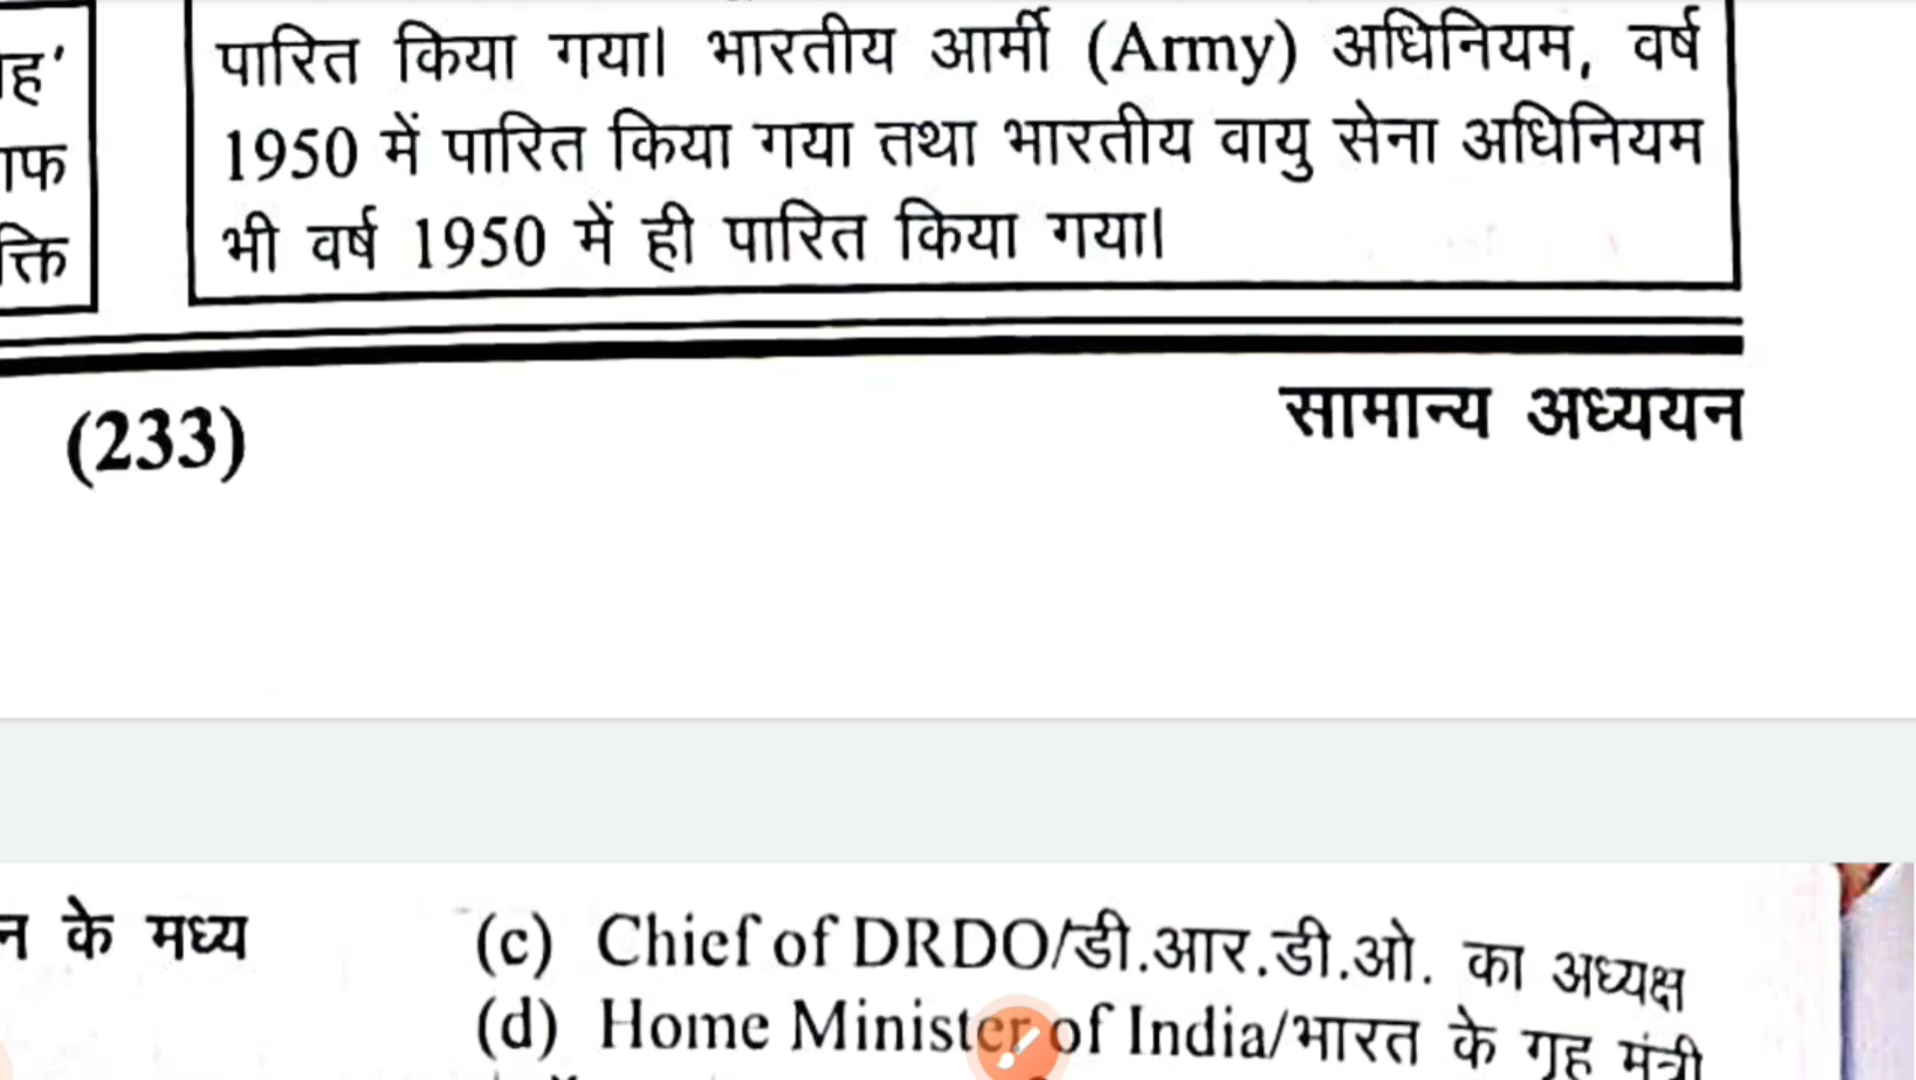 पारित किया गया। भारतीय आर्मी (Army) अधिनियम, वर्ष
1950 में पारित किया गया तथा भारतीय वायु सेना अधिनियम
भी वर्ष 1950 में ही पारित किया गया।
(233)
सामान्य अध्ययन
के मध्य
(c) Chief of DRDO/डी.आर.डी.ओ. का अध्यक्ष
(d) Home Minister of India/भारत के गृह मंत्री